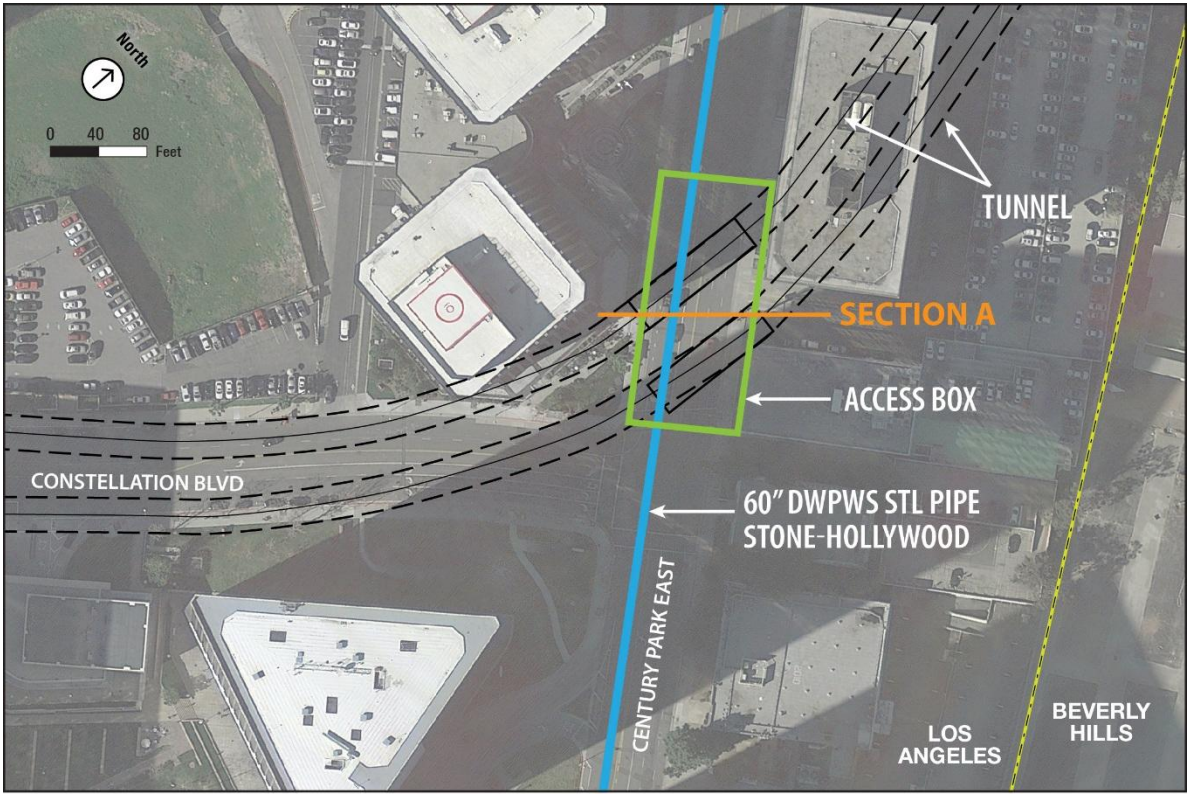 North
0 40 80
Feet
TUNNEL
SECTION A
ACCESS BOX
CONSTELLATION BLVD
60" DWPWS STL PIPE
STONE-HOLLYWOOD
CENTURY PARK EAST
LOS
ANGELES
BEVERLY
HILLS